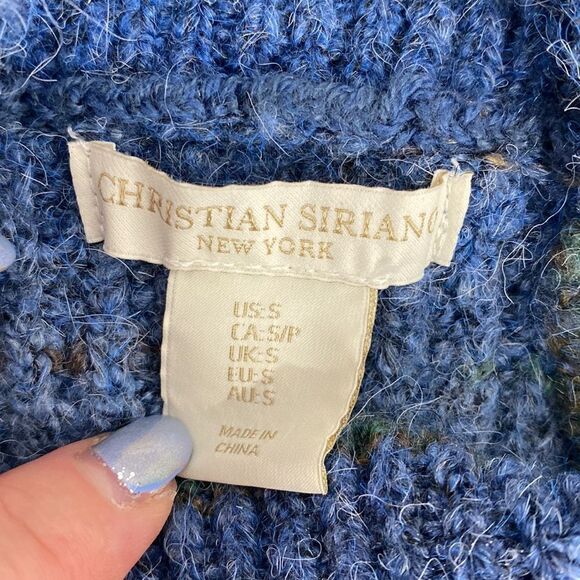 CHRISTIAN SIRIANO
NEW YORK
US:S
CA:S/P
UK:S
EU:S
AU:S
MADE IN
CHINA